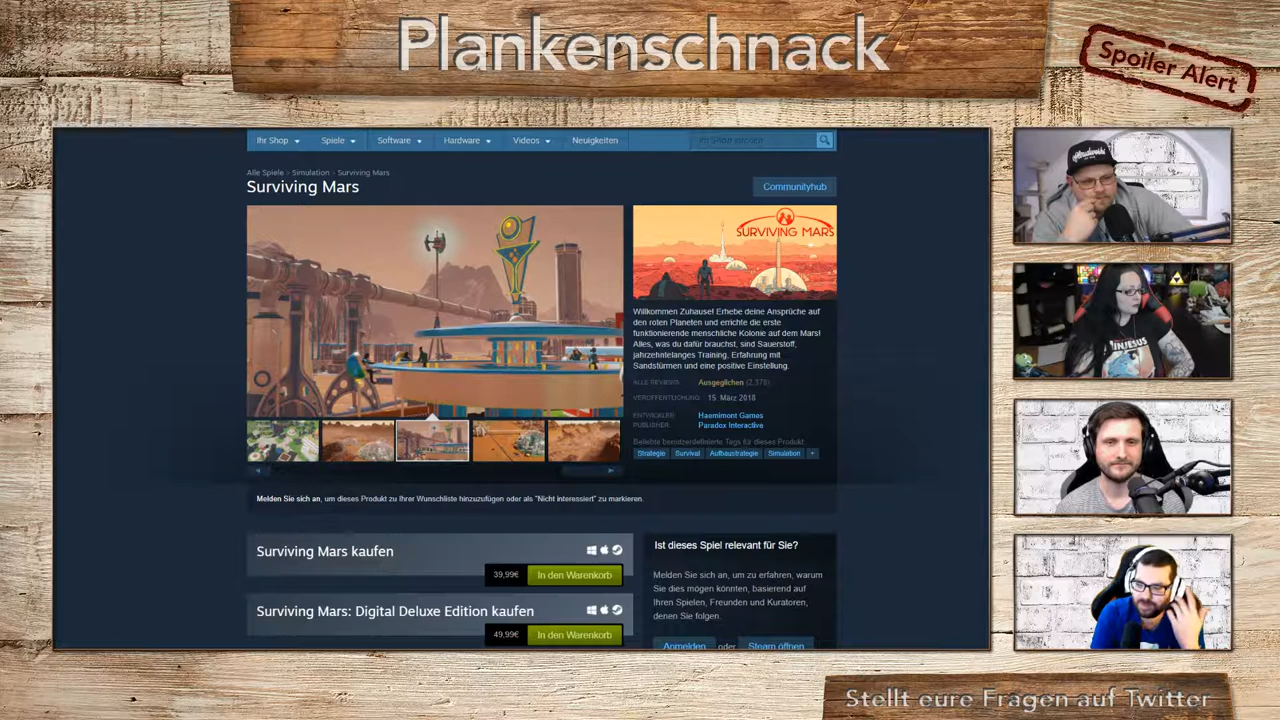 Plankenschnack
Spoiler Alert
Ihr Shop
Spiele
Software
Hardware
Videos
Neuigkeiten
Alle Spiele > Simulation > Surviving Mars
Surviving Mars
Communityhub
SURVIVING MARS
Willkommen Zuhause! Erhebe deine Ansprüche auf
den roten Planeten und errichte die erste
funktionierende menschliche Kolonie auf dem Mars!
Alles, was du dafür brauchst, sind Sauerstoff,
jahrzehntelanges Training, Erfahrung mit
Sandstürmen und eine positive Einstellung.
ALLE REVIEWS: Ausgeglichen (2,378)
VERÖFFENTLICHUNG: 15. März 2018
ENTWICKLER: Haemimont Games
PUBLISHER: Paradox Interactive
Beliebte benutzerdefinierte Tags für dieses Produkt
Strategie Survival Aufbaustrategie Simulation +
Melden Sie sich an, um dieses Produkt zu Ihrer Wunschliste hinzuzufügen oder als "Nicht interessiert" zu markieren.
Surviving Mars kaufen
39,99€ In den Warenkorb
Surviving Mars: Digital Deluxe Edition kaufen
49,99€ In den Warenkorb
Ist dieses Spiel relevant für Sie?
Melden Sie sich an, um zu erfahren, warum
Sie dies mögen könnten, basierend auf
Ihren Spielen, Freunden und Kuratoren,
denen Sie folgen.
Anmelden oder Steam öffnen
Stellt eure Fragen auf Twitter